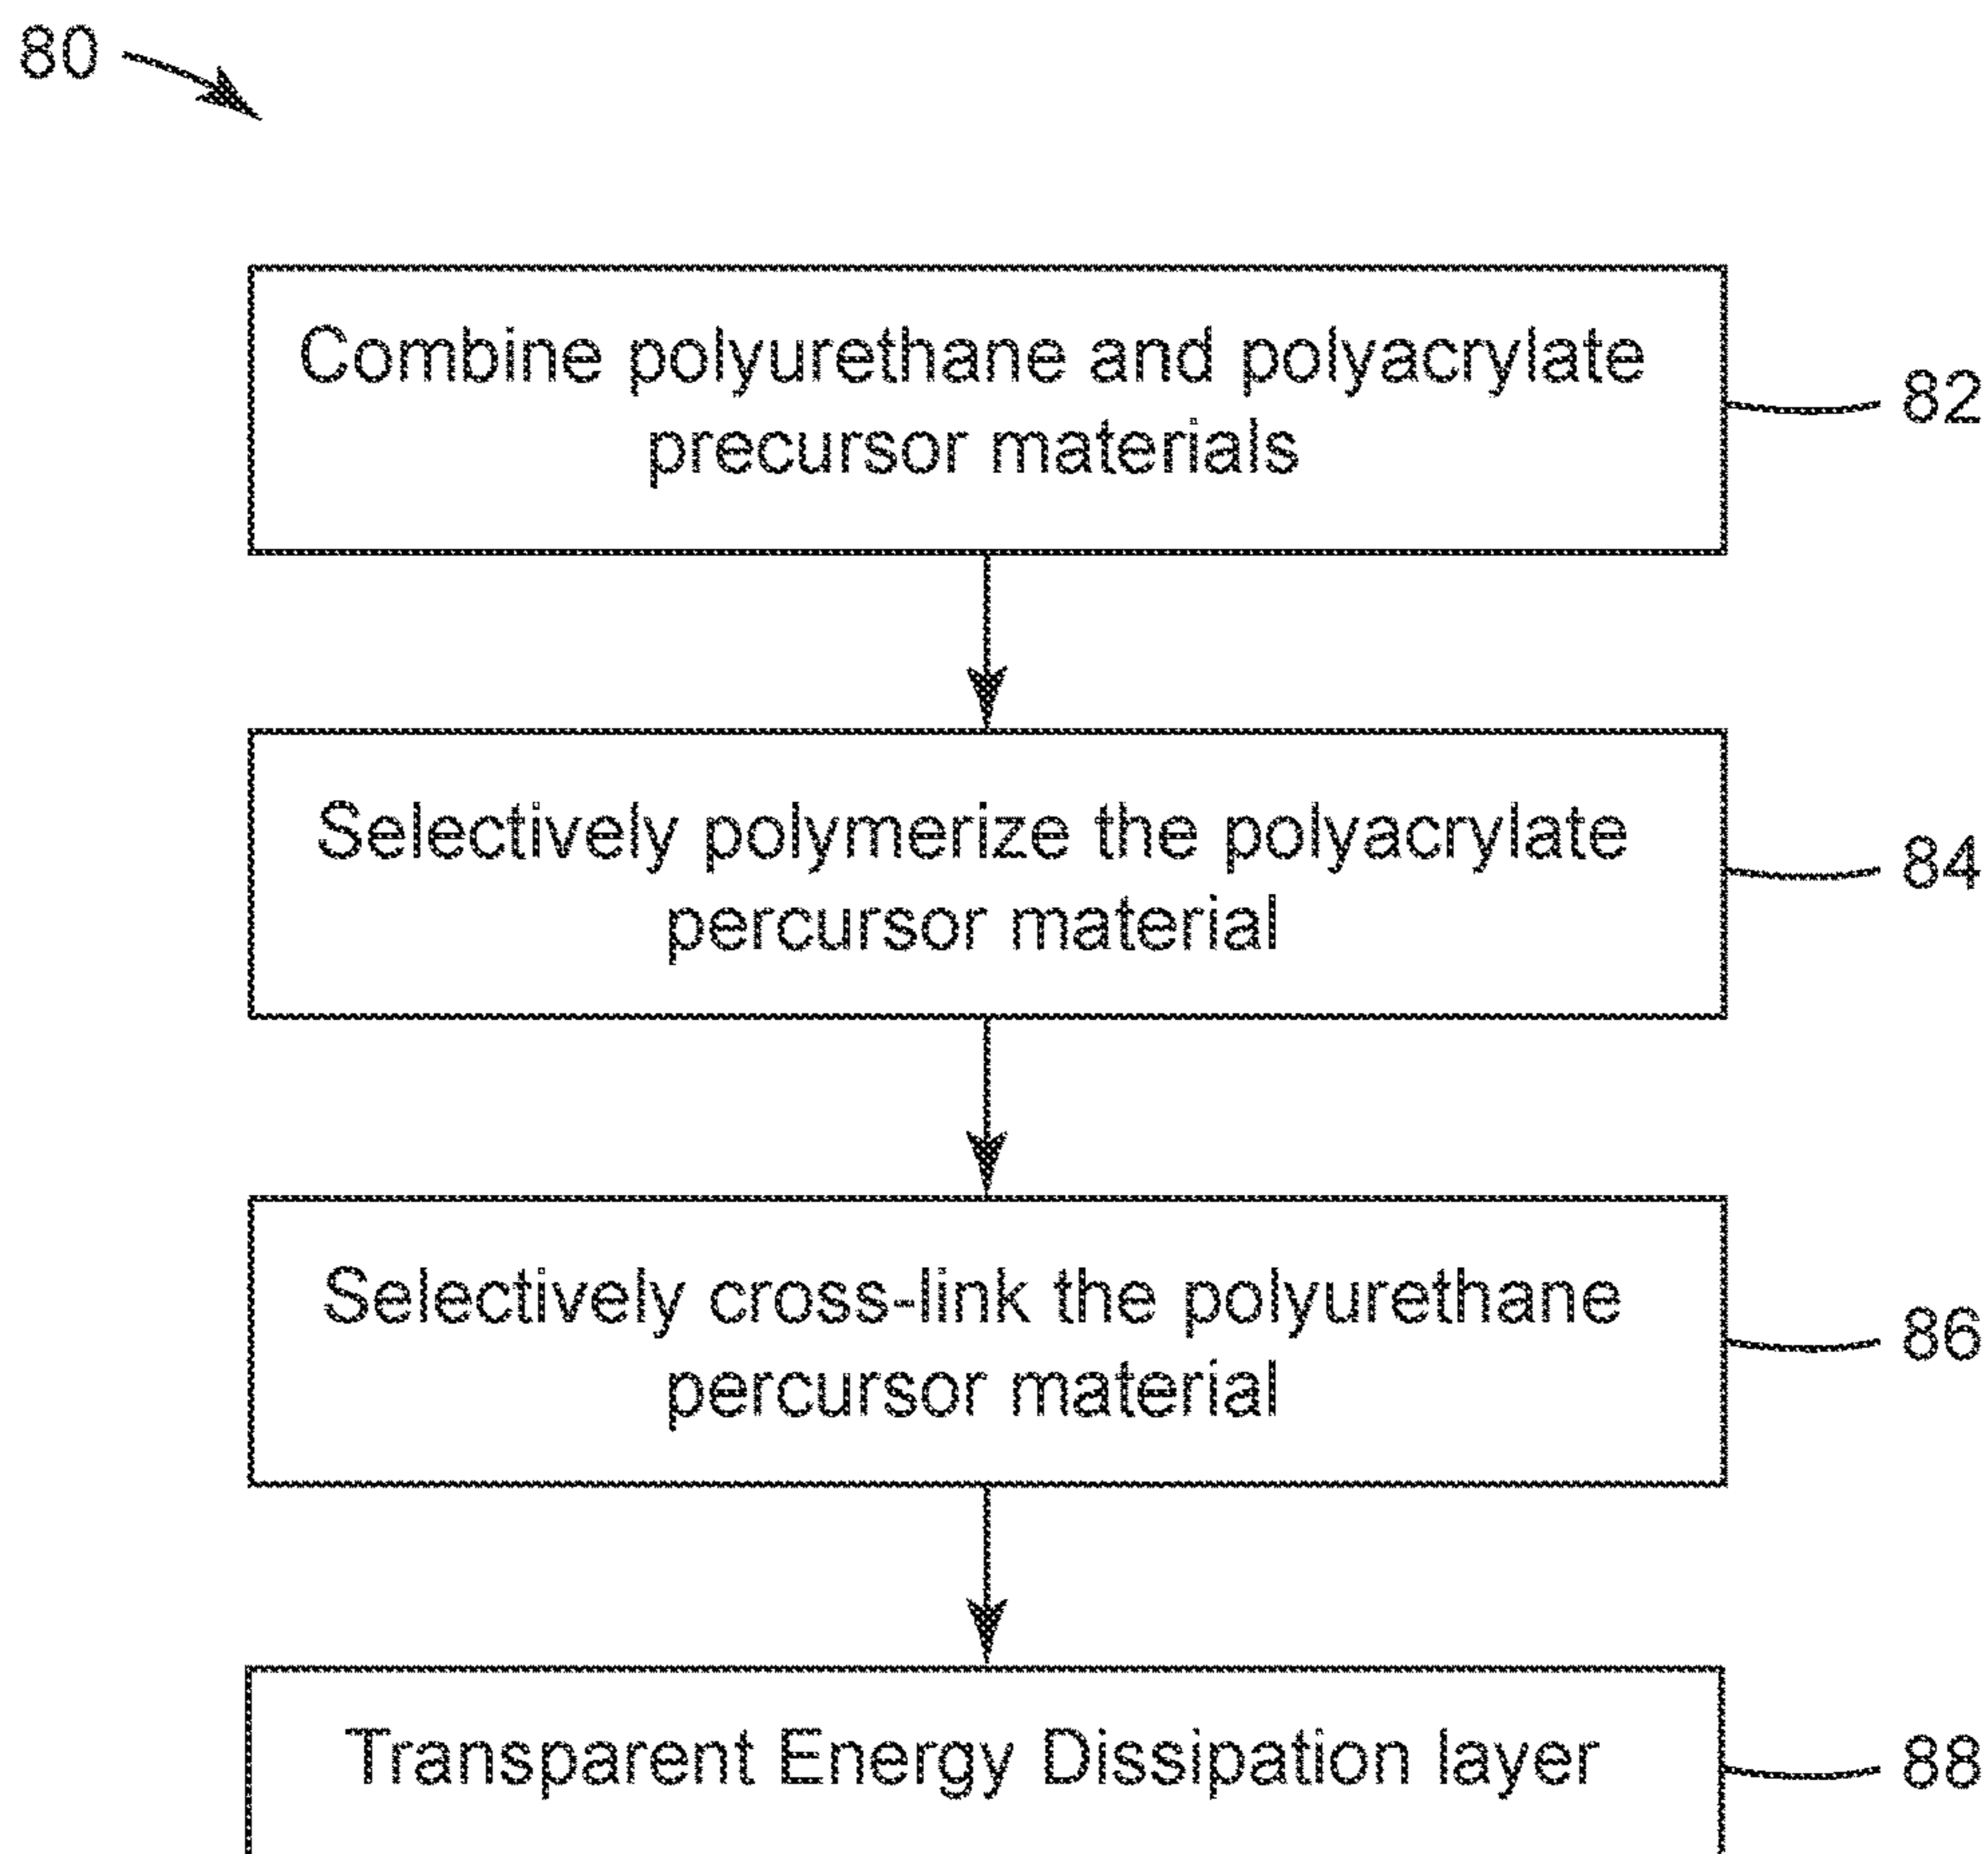 80
Combine polyurethane and polyacrylate
precursor materials
82
Selectively polymerize the polyacrylate
percursor material
84
Selectively cross-link the polyurethane
percursor material
86
Transparent Energy Dissipation layer
88